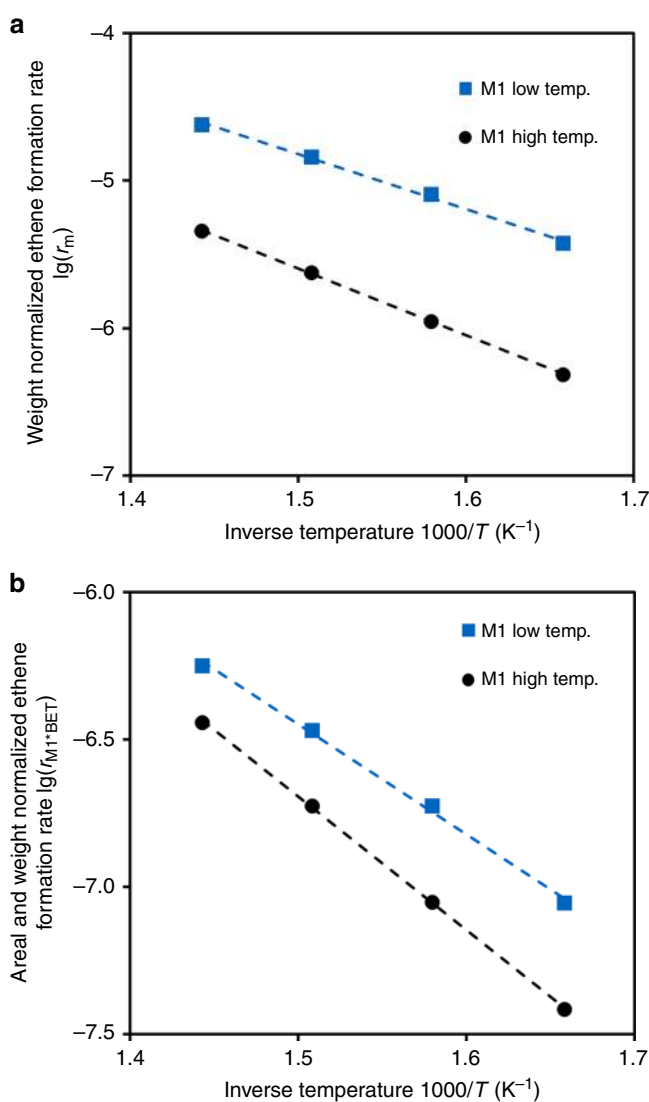 a
Weight normalized ethene formation rate
lg(rm)
−4
−5
−6
−7
M1 low temp.
M1 high temp.
1.4
1.5
1.6
1.7
Inverse temperature 1000/T (K−1)
b
Areal and weight normalized ethene
formation rate lg(rM1*BET)
−6.0
−6.5
−7.0
−7.5
M1 low temp.
M1 high temp.
1.4
1.5
1.6
1.7
Inverse temperature 1000/T (K−1)